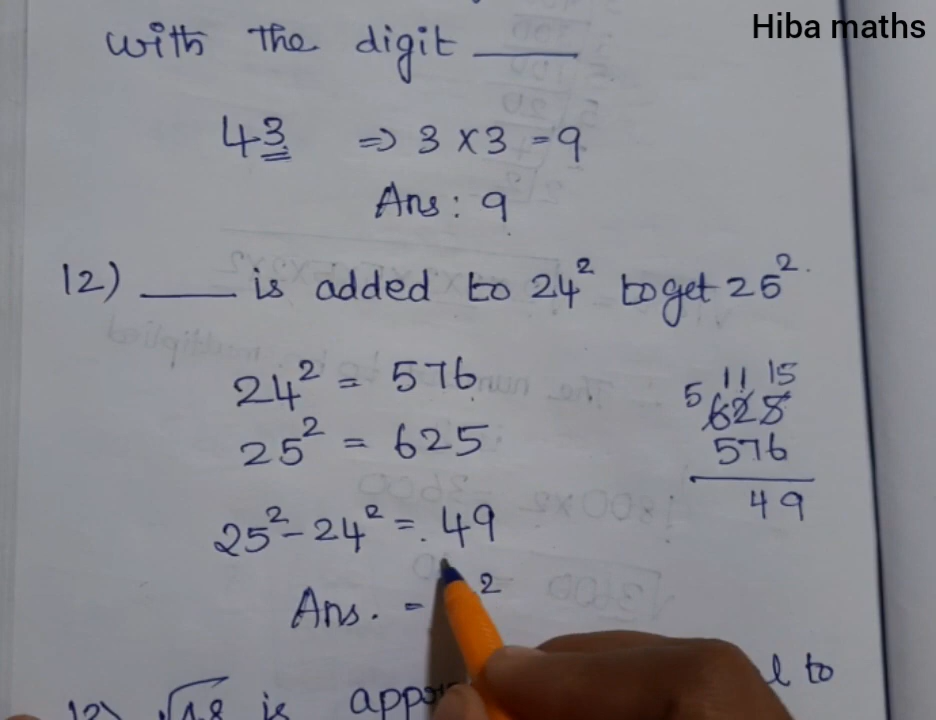 Hiba maths
with the digit ____
43 ⇒ 3 × 3 = 9
Ans: 9
12) ____ is added to 24² to get 25².
24² = 576
25² = 625
5 11 15
625
576
49
25² - 24² = 49
Ans. = ²
13) √48 is
to